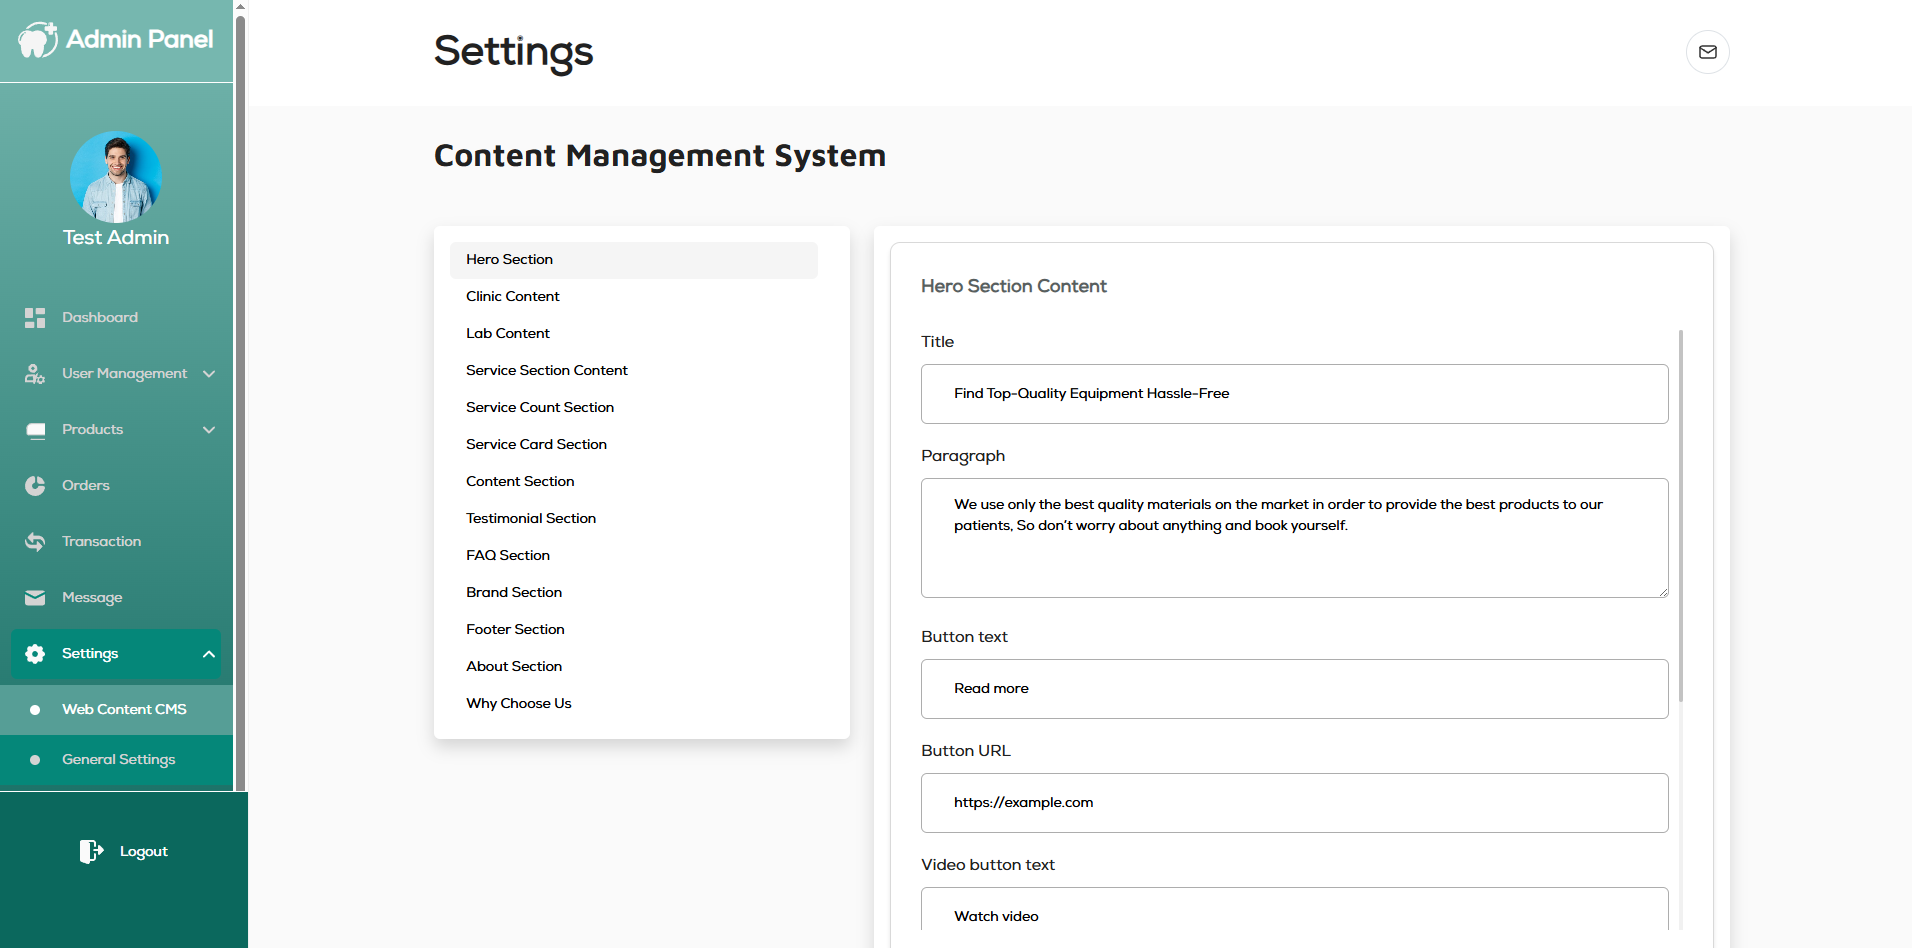 Admin Panel
Test Admin
Dashboard
User Management
Products
Orders
Transaction
Message
Settings
Web Content CMS
General Settings
Logout
Settings
Content Management System
Hero Section
Clinic Content
Lab Content
Service Section Content
Service Count Section
Service Card Section
Content Section
Testimonial Section
FAQ Section
Brand Section
Footer Section
About Section
Why Choose Us
Hero Section Content
Title
Find Top-Quality Equipment Hassle-Free
Paragraph
We use only the best quality materials on the market in order to provide the best products to our
patients, So don’t worry about anything and book yourself.
Button text
Read more
Button URL
https://example.com
Video button text
Watch video